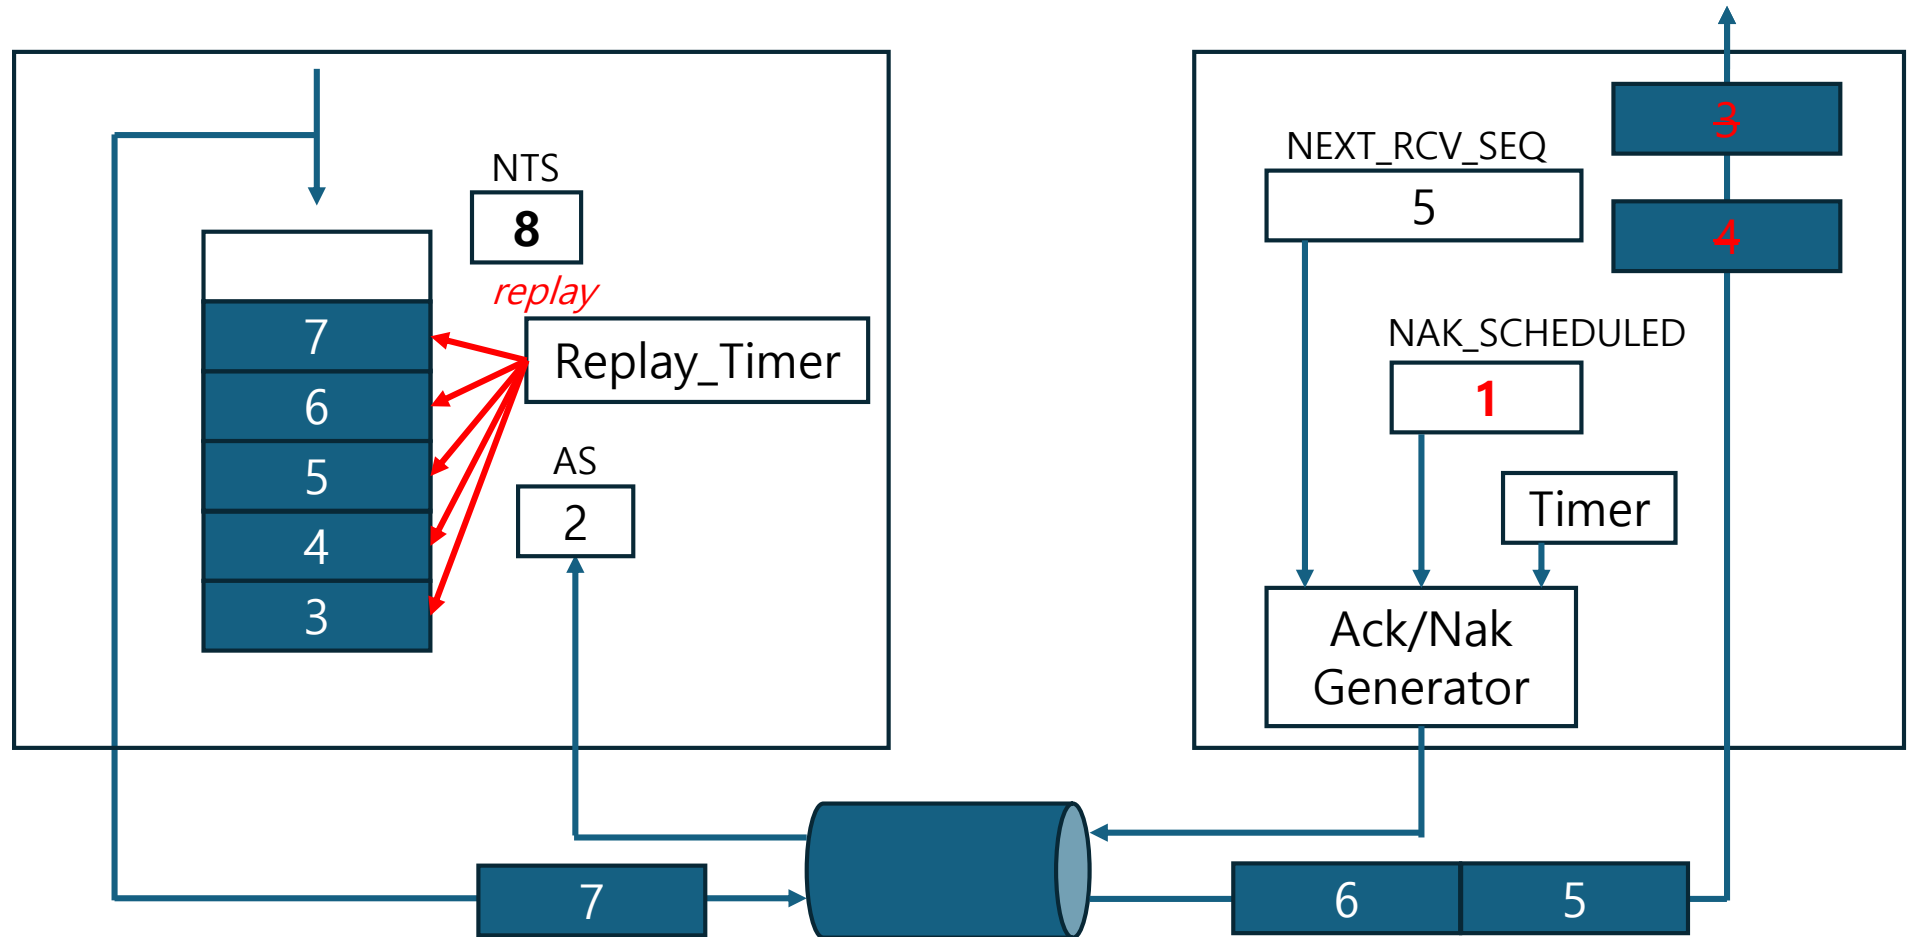 NTS
8
replay
Replay_Timer
7
6
5
4
3
AS
2
7
NEXT_RCV_SEQ
5
3
4
NAK_SCHEDULED
1
Timer
Ack/Nak
Generator
6
5